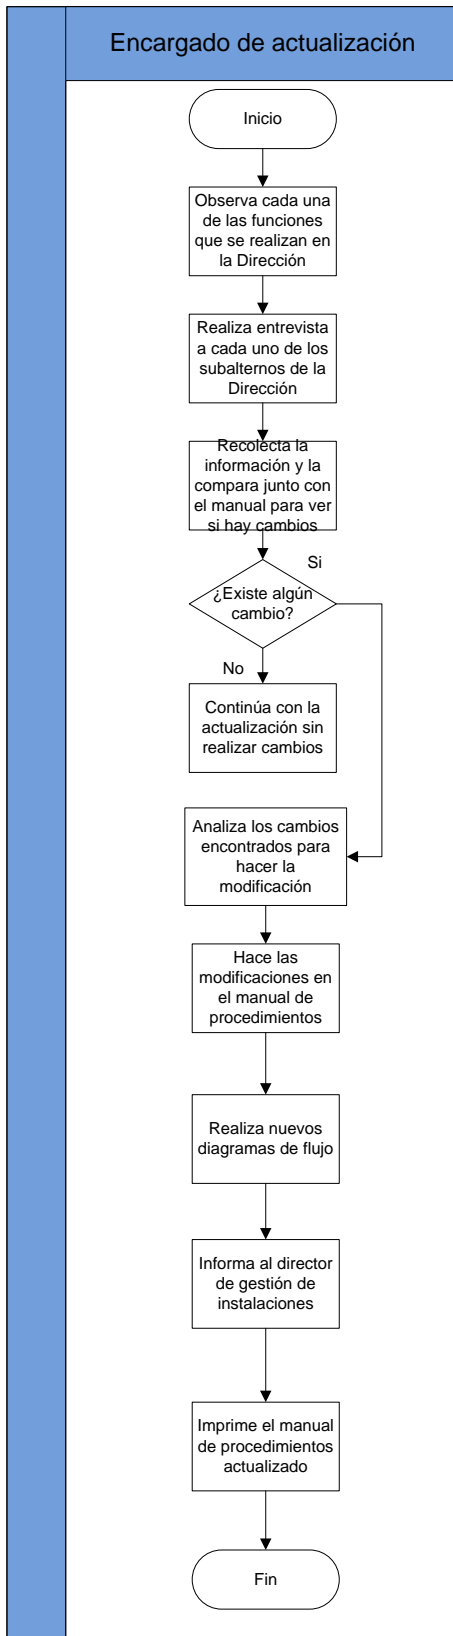 Encargado de actualización
Inicio
Observa cada una
de las funciones
que se realizan en
la Dirección
Realiza entrevista
a cada uno de los
subalternos de la
Dirección
Recolecta la
información y la
compara junto con
el manual para ver
si hay cambios
Si
¿Existe algún
cambio?
No
Continúa con la
actualización sin
realizar cambios
Analiza los cambios
encontrados para
hacer la
modificación
Hace las
modificaciones en
el manual de
procedimientos
Realiza nuevos
diagramas de flujo
Informa al director
de gestión de
instalaciones
Imprime el manual
de procedimientos
actualizado
Fin